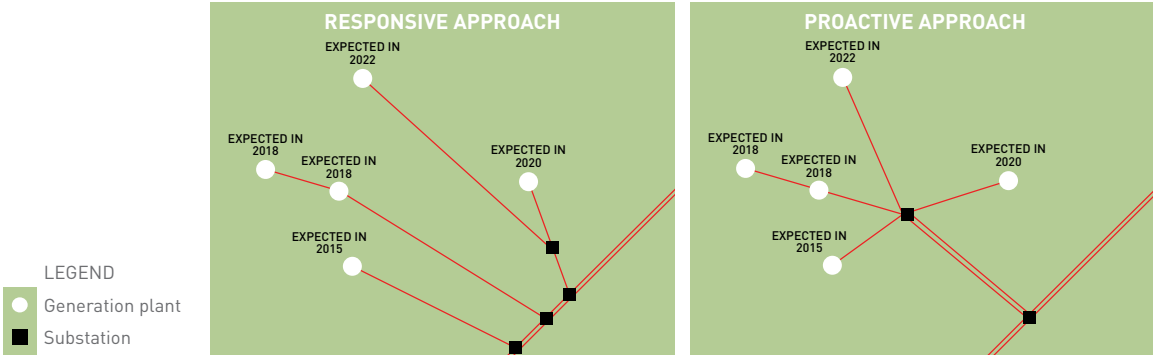 RESPONSIVE APPROACH
EXPECTED IN
2022
EXPECTED IN
2018
EXPECTED IN
2018
EXPECTED IN
2020
EXPECTED IN
2015
PROACTIVE APPROACH
EXPECTED IN
2022
EXPECTED IN
2018
EXPECTED IN
2018
EXPECTED IN
2020
EXPECTED IN
2015
LEGEND
Generation plant
Substation